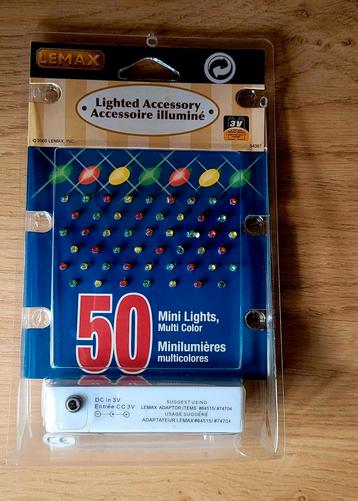 LEMAX
Lighted Accessory
Accessoire illuminé
3V
© 2005 LEMAX, INC.
54387
50
Mini Lights,
Multi Color
Minilumières
multicolores
DC in 3V
Entrée CC 3V
SUGGEST USING
LEMAX ADAPTOR ITEMS #64515/ #74704
USAGE SUGGÉRÉ
ADAPTATEUR LEMAX #64515/ #74704